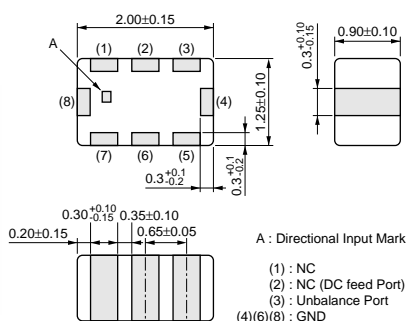 2.00±0.15
A
(1) (2) (3)
(8) (4)
(7) (6) (5)
1.25±0.10
0.3+0.1-0.2
0.3+0.1-0.2
0.3+0.10-0.15
0.90±0.10
0.30+0.10-0.15 0.35±0.10
0.20±0.15 0.65±0.05
A : Directional Input Mark
(1) : NC
(2) : NC (DC feed Port)
(3) : Unbalance Port
(4)(6)(8) : GND